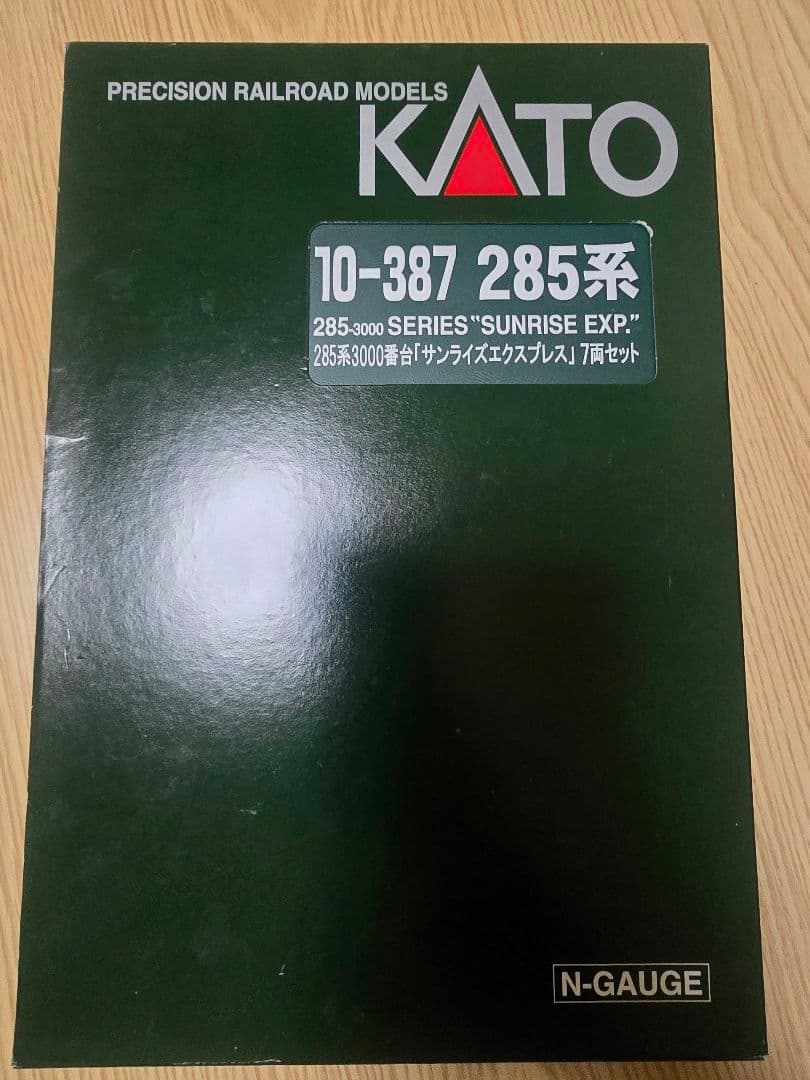 PRECISION RAILROAD MODELS
KATO
10-387 285系
285-3000 SERIES "SUNRISE EXP."
285系3000番台「サンライズエクスプレス」7両セット
N-GAUGE